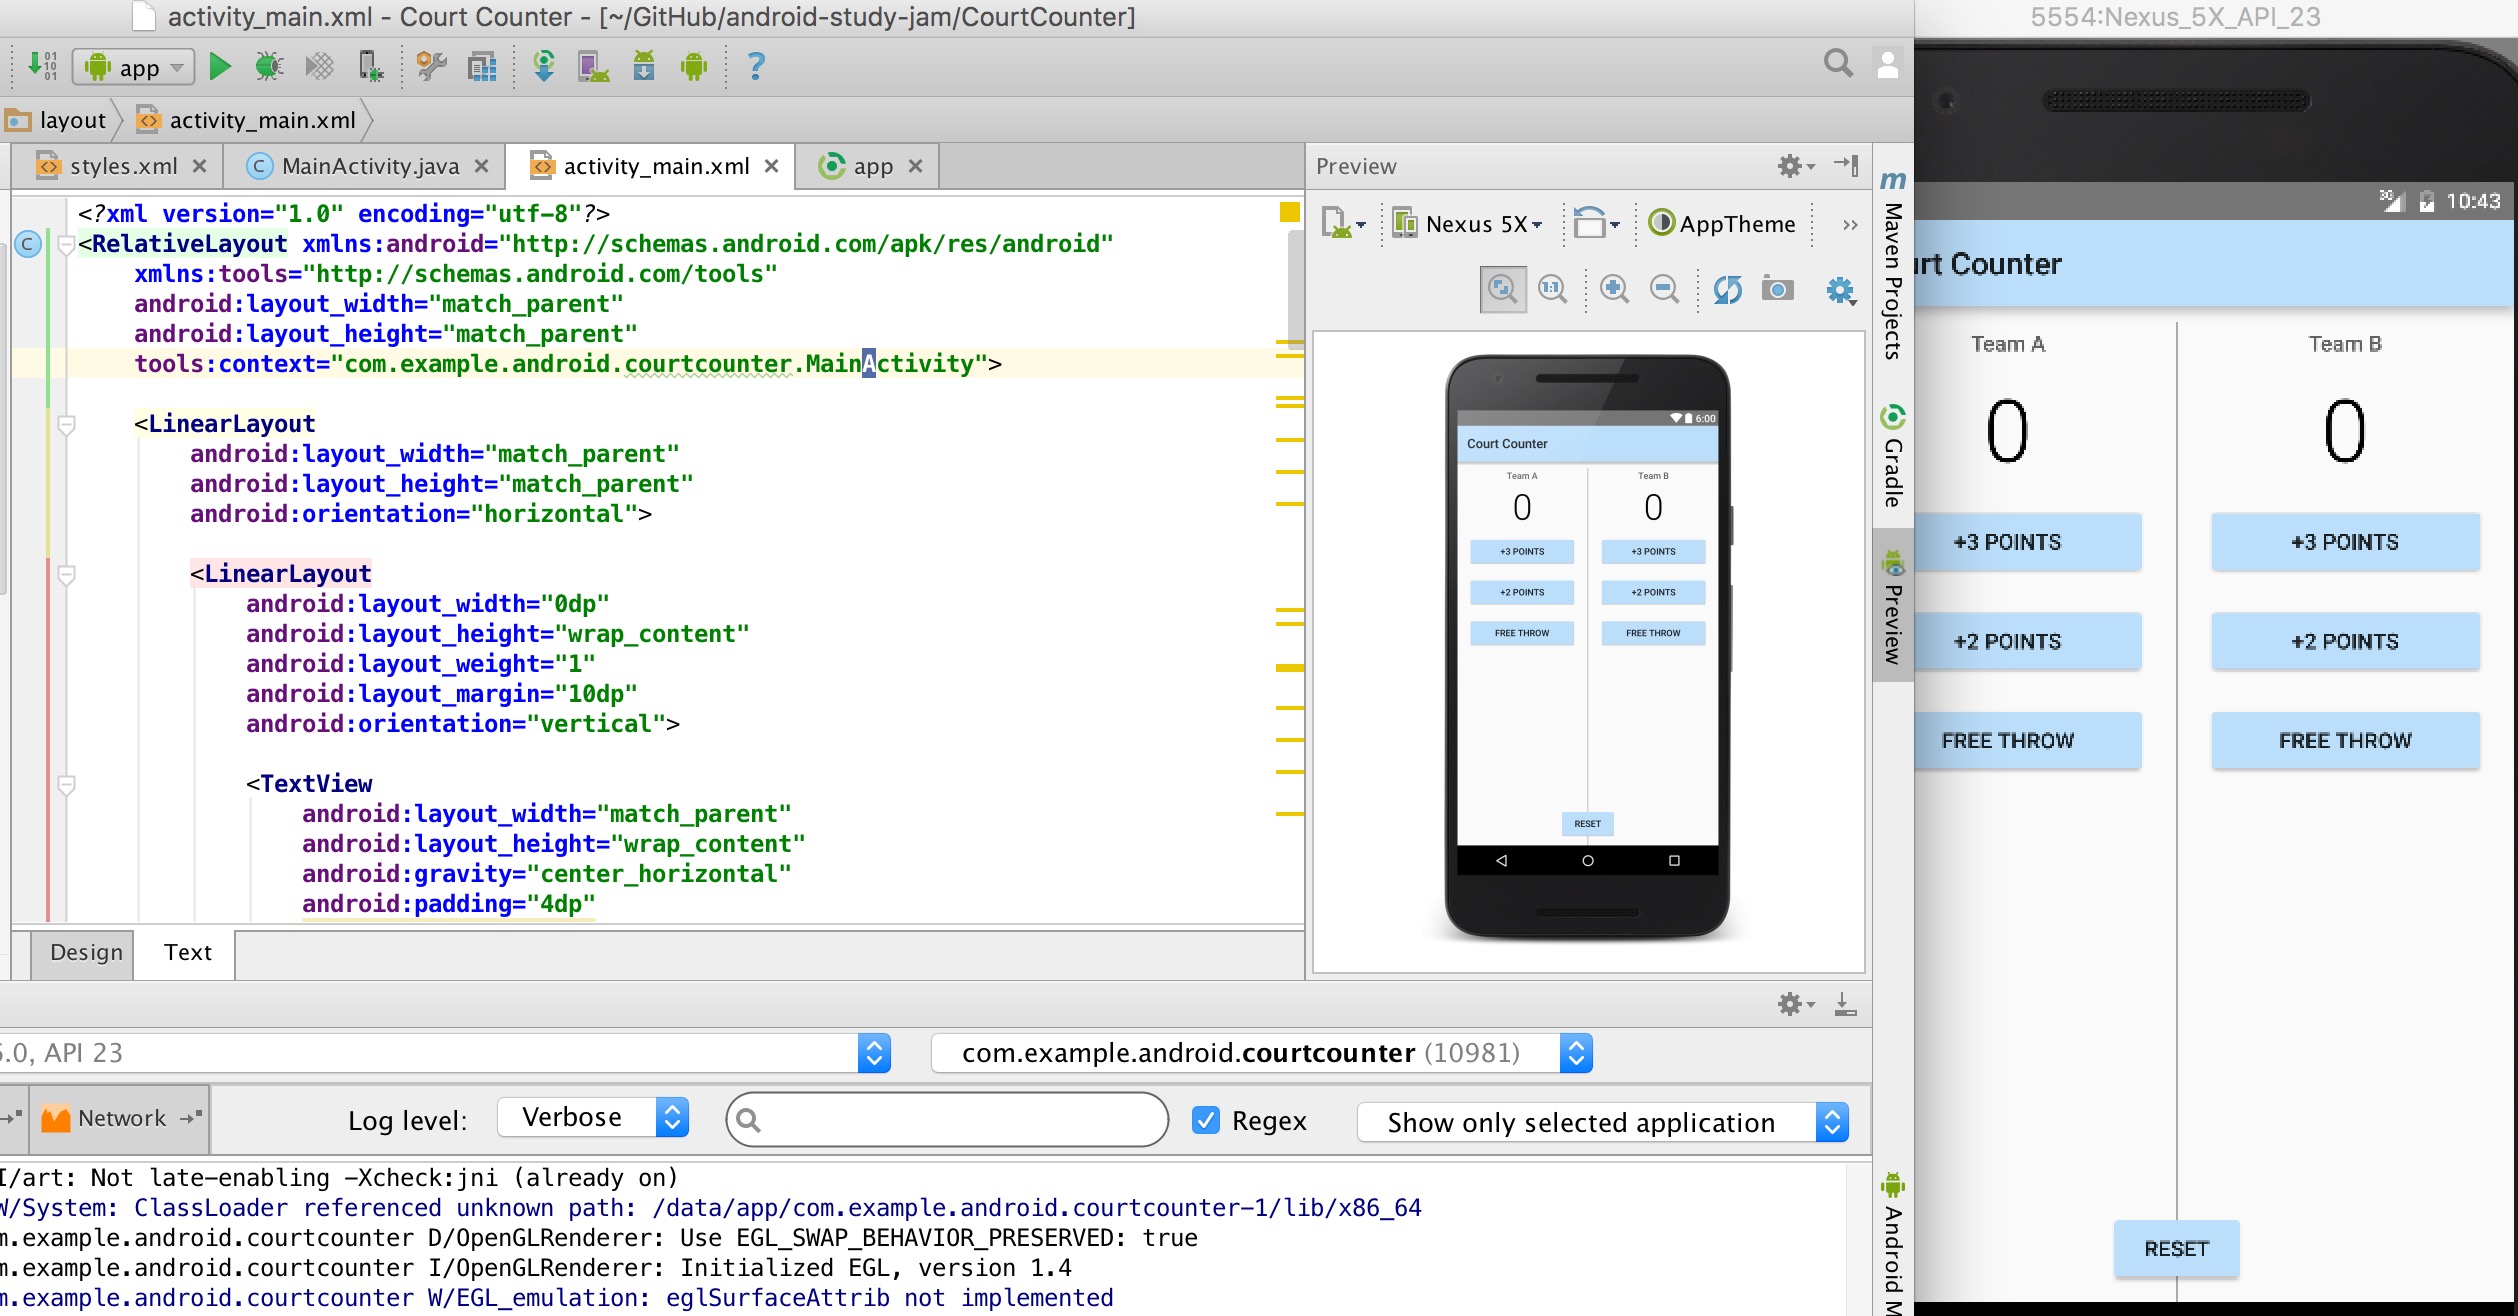 activity_main.xml - Court Counter - [~/GitHub/android-study-jam/CourtCounter]
5554:Nexus_5X_API_23
app
?
layout
activity_main.xml
styles.xml
MainActivity.java
activity_main.xml
app
<?xml version="1.0" encoding="utf-8"?>
<RelativeLayout xmlns:android="http://schemas.android.com/apk/res/android"
xmlns:tools="http://schemas.android.com/tools"
android:layout_width="match_parent"
android:layout_height="match_parent"
tools:context="com.example.android.courtcounter.MainActivity">
<LinearLayout
android:layout_width="match_parent"
android:layout_height="match_parent"
android:orientation="horizontal">
<LinearLayout
android:layout_width="0dp"
android:layout_height="wrap_content"
android:layout_weight="1"
android:layout_margin="10dp"
android:orientation="vertical">
<TextView
android:layout_width="match_parent"
android:layout_height="wrap_content"
android:gravity="center_horizontal"
android:padding="4dp"
Design
Text
Preview
Nexus 5X
AppTheme
1:1
6:00
Court Counter
Team A
Team B
0
0
+3 POINTS
+3 POINTS
+2 POINTS
+2 POINTS
FREE THROW
FREE THROW
RESET
m
Maven Projects
Gradle
Preview
Android M
3G
10:43
urt Counter
Team A
Team B
0
0
+3 POINTS
+3 POINTS
+2 POINTS
+2 POINTS
FREE THROW
FREE THROW
RESET
6.0, API 23
com.example.android.courtcounter (10981)
Network
Log level:
Verbose
Regex
Show only selected application
I/art: Not late-enabling -Xcheck:jni (already on)
W/System: ClassLoader referenced unknown path: /data/app/com.example.android.courtcounter-1/lib/x86_64
m.example.android.courtcounter D/OpenGLRenderer: Use EGL_SWAP_BEHAVIOR_PRESERVED: true
m.example.android.courtcounter I/OpenGLRenderer: Initialized EGL, version 1.4
m.example.android.courtcounter W/EGL_emulation: eglSurfaceAttrib not implemented